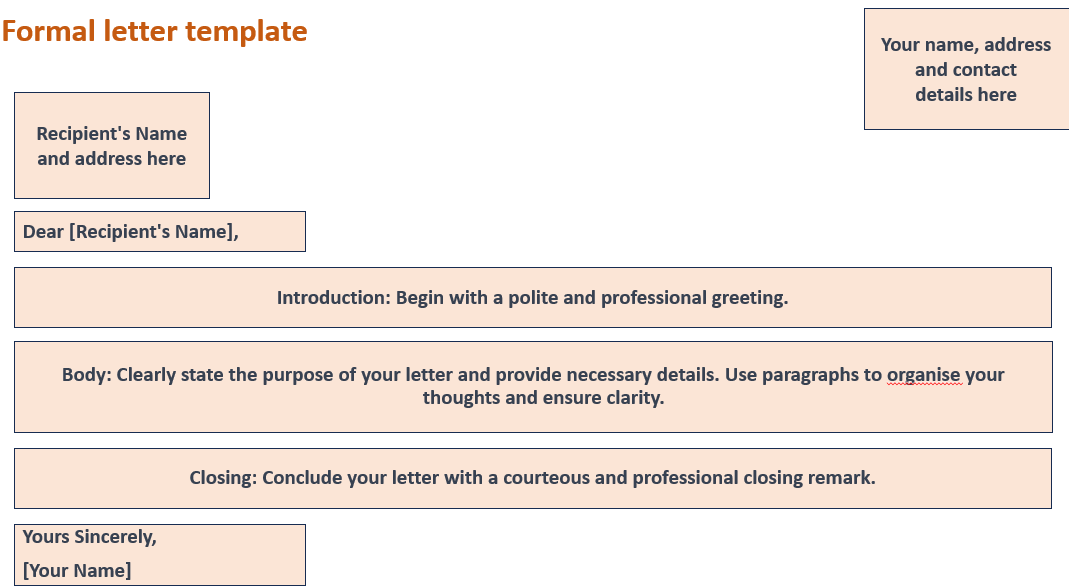 Formal letter template
Your name, address
and contact
details here
Recipient's Name
and address here
Dear [Recipient's Name],
Introduction: Begin with a polite and professional greeting.
Body: Clearly state the purpose of your letter and provide necessary details. Use paragraphs to organise your
thoughts and ensure clarity.
Closing: Conclude your letter with a courteous and professional closing remark.
Yours Sincerely,
[Your Name]